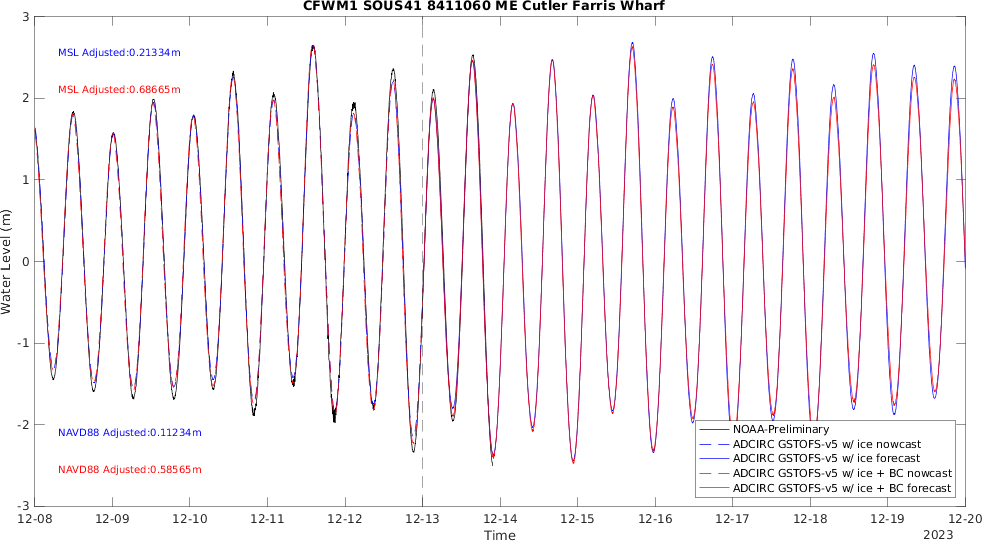 CFWM1 SOUS41 8411060 ME Cutler Farris Wharf
3
2
1
0
-1
-2
-3
Water Level (m)
MSL Adjusted:0.21334m
MSL Adjusted:0.68665m
NAVD88 Adjusted:0.11234m
NAVD88 Adjusted:0.58565m
NOAA-Preliminary
ADCIRC GSTOFS-v5 w/ ice nowcast
ADCIRC GSTOFS-v5 w/ ice forecast
ADCIRC GSTOFS-v5 w/ ice + BC nowcast
ADCIRC GSTOFS-v5 w/ ice + BC forecast
12-08 12-09 12-10 12-11 12-12 12-13 12-14 12-15 12-16 12-17 12-18 12-19 12-20
Time
2023